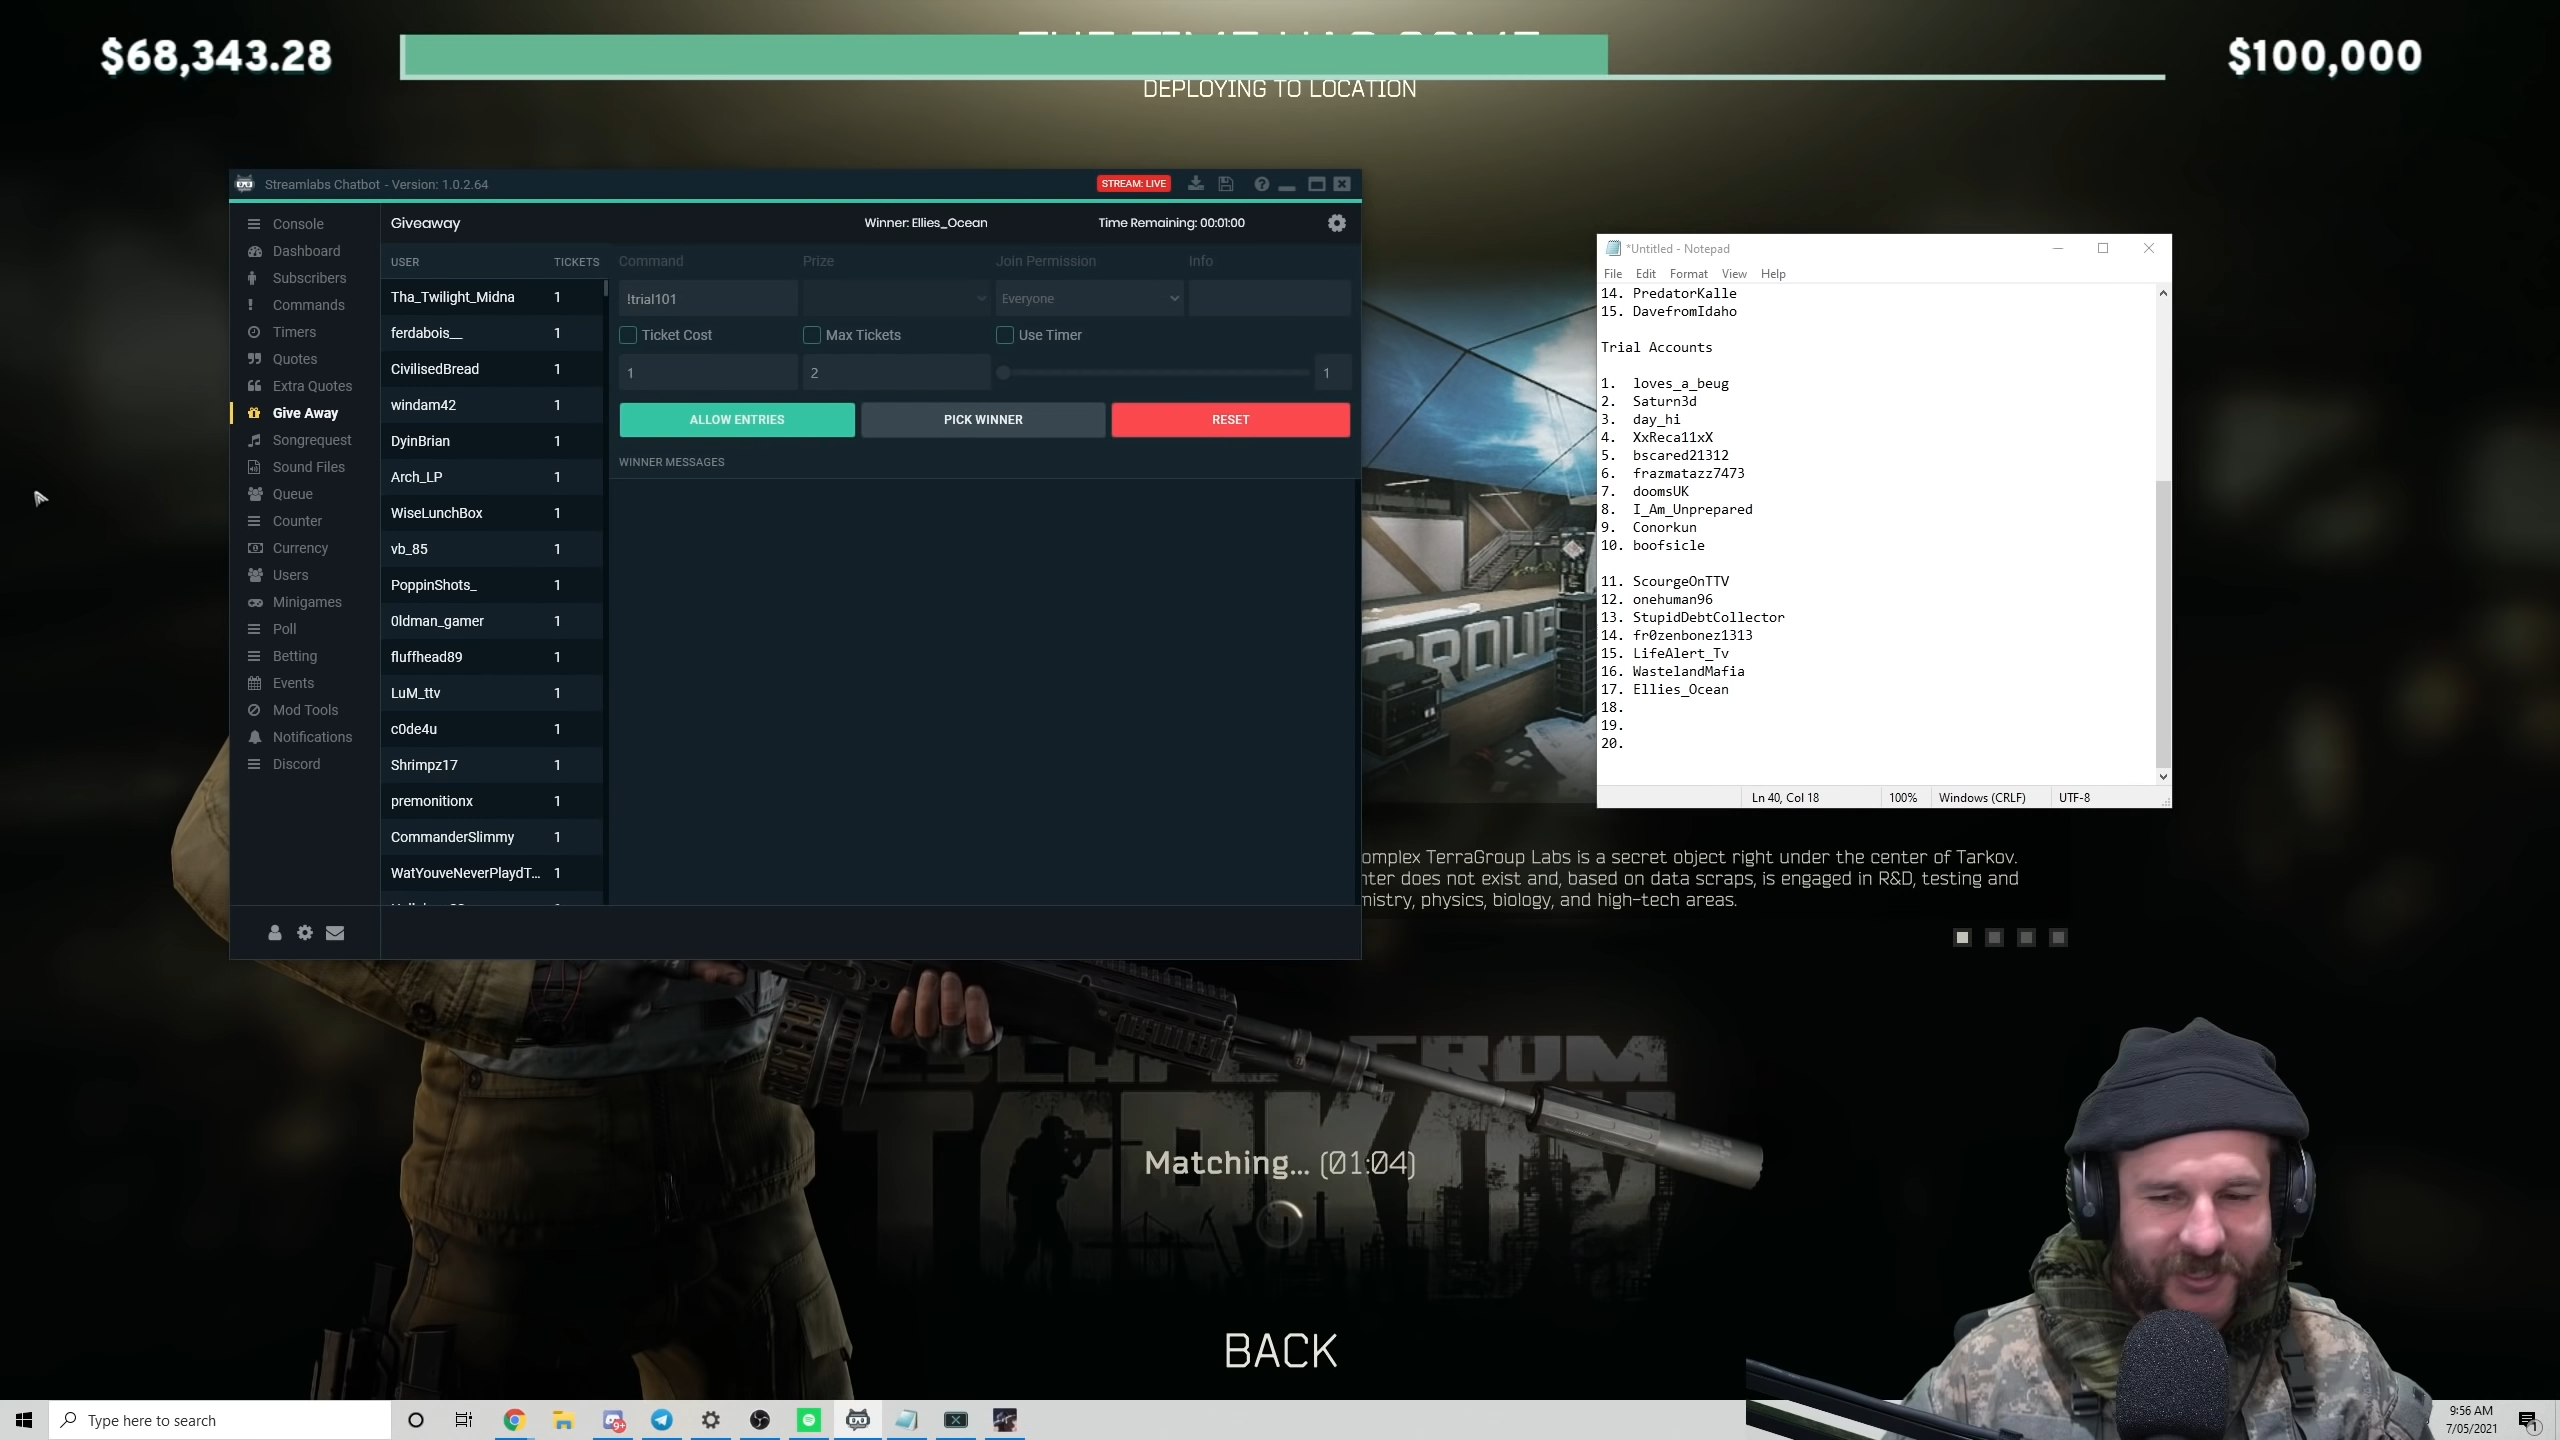 $68,343.28
$100,000
DEPLOYING TO LOCATION
Streamlabs Chatbot - Version: 1.0.2.64
STREAM: LIVE
Console
Dashboard
Subscribers
Commands
Timers
Quotes
Extra Quotes
Give Away
Songrequest
Sound Files
Queue
Counter
Currency
Users
Minigames
Poll
Betting
Events
Mod Tools
Notifications
Discord
Giveaway
Winner: Ellies_Ocean
Time Remaining: 00:01:00
USER TICKETS
Tha_Twilight_Midna 1
ferdabois__ 1
CivilisedBread 1
windam42 1
DyinBrian 1
Arch_LP 1
WiseLunchBox 1
vb_85 1
PoppinShots_ 1
0ldman_gamer 1
fluffhead89 1
LuM_ttv 1
c0de4u 1
Shrimpz17 1
premonitionx 1
CommanderSlimmy 1
WatYouveNeverPlaydT... 1
Command Prize Join Permission Info
!trial101 Everyone
Ticket Cost Max Tickets Use Timer
1 2 1
ALLOW ENTRIES PICK WINNER RESET
WINNER MESSAGES
*Untitled - Notepad
File Edit Format View Help
14. PredatorKalle
15. DavefromIdaho
Trial Accounts
1. loves_a_beug
2. Saturn3d
3. day_hi
4. XxReca11xX
5. bscared21312
6. frazmatazz7473
7. doomsUK
8. I_Am_Unprepared
9. Conorkun
10. boofsicle
11. ScourgeOnTTV
12. onehuman96
13. StupidDebtCollector
14. fr0zenbonez1313
15. LifeAlert_Tv
16. WastelandMafia
17. Ellies_Ocean
18.
19.
20.
Ln 40, Col 18 100% Windows (CRLF) UTF-8
GROUP
omplex TerraGroup Labs is a secret object right under the center of Tarkov.
nter does not exist and, based on data scraps, is engaged in R&D, testing and
mistry, physics, biology, and high-tech areas.
ESCAPE FROM
TARKOV
Matching... (01:04)
BACK
Type here to search
9+
9:56 AM
7/05/2021
1